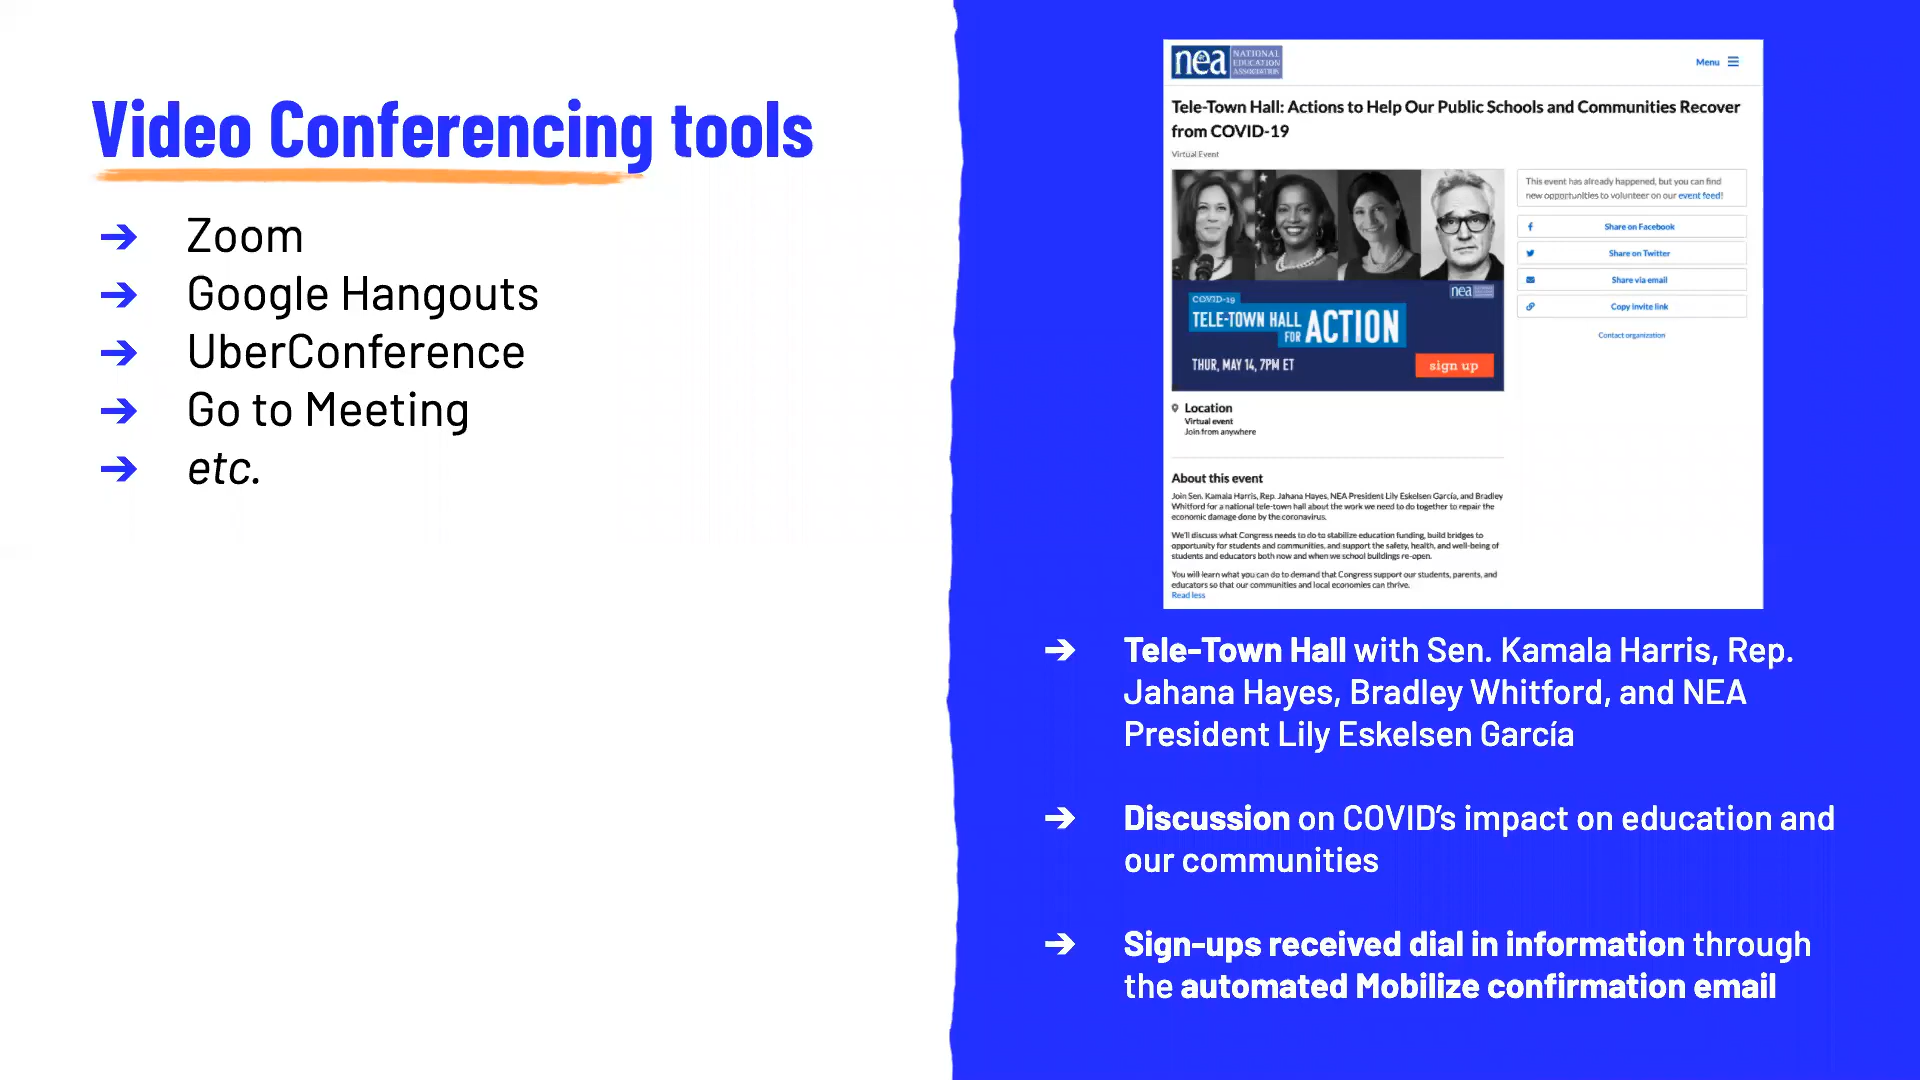 Video Conferencing tools
➔ Zoom
➔ Google Hangouts
➔ UberConference
➔ Go to Meeting
➔ etc.
nea NATIONAL
EDUCATION
ASSOCIATION
Menu
Tele-Town Hall: Actions to Help Our Public Schools and Communities Recover
from COVID-19
Virtual Event
nea
COVID-19
TELE-TOWN HALL
FOR ACTION
THUR, MAY 14, 7PM ET
sign up
This event has already happened, but you can find
new opportunities to volunteer on our event feed!
Share on Facebook
Share on Twitter
Share via email
Copy invite link
Contact organization
Location
Virtual event
Join from anywhere
About this event
Join Sen. Kamala Harris, Rep. Jahana Hayes, NEA President Lily Eskelsen García, and Bradley
Whitford for a national tele-town hall about the work we need to do together to repair the
economic damage done by the coronavirus.
We'll discuss what Congress needs to do to stabilize education funding, build bridges to
opportunity for students and communities, and support the safety, health, and well-being of
students and educators both now and when we school buildings re-open.
You will learn what you can do to demand that Congress support our students, parents, and
educators so that our communities and local economies can thrive.
Read less
➔ Tele-Town Hall with Sen. Kamala Harris, Rep.
Jahana Hayes, Bradley Whitford, and NEA
President Lily Eskelsen García
➔ Discussion on COVID's impact on education and
our communities
➔ Sign-ups received dial in information through
the automated Mobilize confirmation email